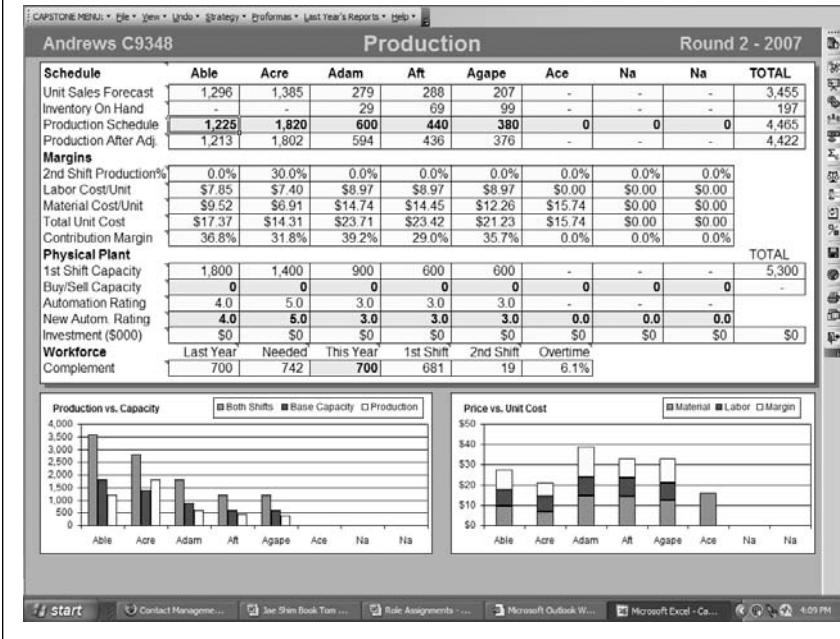 CAPSTONE MENU: File View Undo Strategy Proformas Last Year's Reports Help
Andrews C9348 Production Round 2 - 2007
Schedule Able Acre Adam Aft Agape Ace Na Na TOTAL
Unit Sales Forecast 1,296 1,385 279 288 207 - - - 3,455
Inventory On Hand - - 29 69 99 - - - 197
Production Schedule 1,225 1,820 600 440 380 0 0 0 4,465
Production After Adj. 1,213 1,802 594 436 376 - - - 4,422
Margins
2nd Shift Production% 0.0% 30.0% 0.0% 0.0% 0.0% 0.0% 0.0% 0.0%
Labor Cost/Unit $7.85 $7.40 $8.97 $8.97 $8.97 $0.00 $0.00 $0.00
Material Cost/Unit $9.52 $6.91 $14.74 $14.45 $12.26 $15.74 $0.00 $0.00
Total Unit Cost $17.37 $14.31 $23.71 $23.42 $21.23 $15.74 $0.00 $0.00
Contribution Margin 36.8% 31.8% 39.2% 29.0% 35.7% 0.0% 0.0% 0.0%
Physical Plant TOTAL
1st Shift Capacity 1,800 1,400 900 600 600 - - - 5,300
Buy/Sell Capacity 0 0 0 0 0 0 0 0 -
Automation Rating 4.0 5.0 3.0 3.0 3.0 - - -
New Autom. Rating 4.0 5.0 3.0 3.0 3.0 0.0 0.0 0.0
Investment ($000) $0 $0 $0 $0 $0 $0 $0 $0 $0
Workforce Last Year Needed This Year 1st Shift 2nd Shift Overtime
Complement 700 742 700 681 19 6.1%
Production vs. Capacity Both Shifts Base Capacity Production
4,000
3,500
3,000
2,500
2,000
1,500
1,000
500
0
Able Acre Adam Aft Agape Ace Na Na
Price vs. Unit Cost Material Labor Margin
$50
$40
$30
$20
$10
$0
Able Acre Adam Aft Agape Ace Na Na
start Contact Manageme... Jae Shim Book Tom ... Role Assignments - ... Microsoft Outlook W... Microsoft Excel - Ca... 4:09 PM